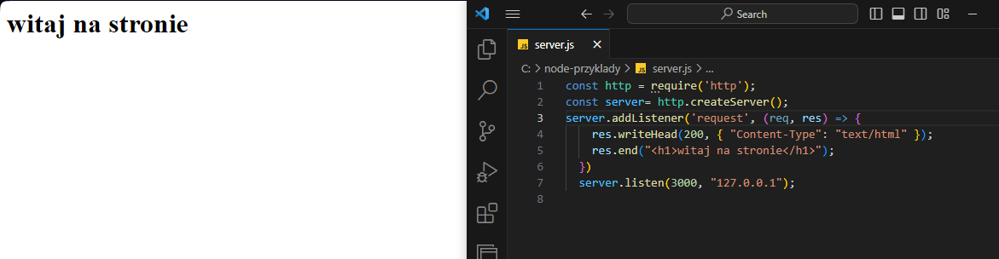 witaj na stronie
Search
JS server.js
C: > node-przyklady > JS server.js > ...
1 const http = require('http');
2 const server= http.createServer();
3 server.addListener('request', (req, res) => {
4 res.writeHead(200, { "Content-Type": "text/html" });
5 res.end("<h1>witaj na stronie</h1>");
6 })
7 server.listen(3000, "127.0.0.1");
8